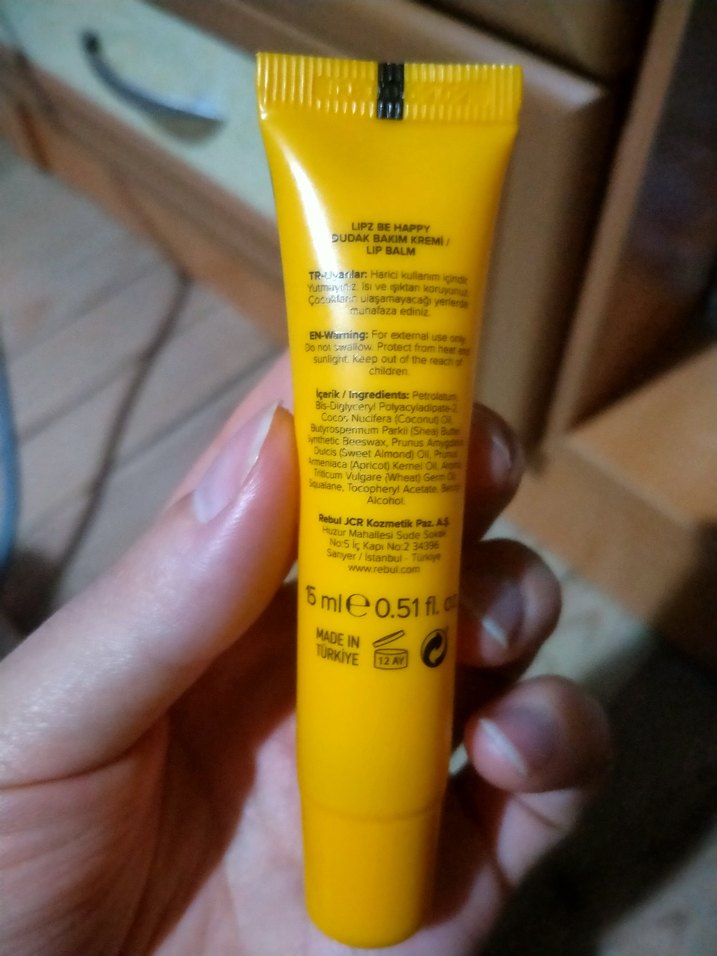 LIPZ BE HAPPY
DUDAK BAKIM KREMİ /
LIP BALM
TR-Uyarılar: Harici kullanım içindir.
Yutmayınız. Isı ve ışıktan koruyunuz.
Çocukların ulaşamayacağı yerlerde
muhafaza ediniz.
EN-Warning: For external use only.
Do not swallow. Protect from heat and
sunlight. Keep out of the reach of
children.
İçerik / Ingredients: Petrolatum,
Bis-Diglyceryl Polyacyladipate-2,
Cocos Nucifera (Coconut) Oil,
Butyrospermum Parkii (Shea) Butter,
Synthetic Beeswax, Prunus Amygdalus
Dulcis (Sweet Almond) Oil, Prunus
Armeniaca (Apricot) Kernel Oil, Aroma,
Triticum Vulgare (Wheat) Germ Oil,
Squalane, Tocopheryl Acetate, Benzyl
Alcohol.
Rebul JCR Kozmetik Paz. A.Ş.
Huzur Mahallesi Sude Sokak
No:5 İç Kapı No:2 34396
Sarıyer / İstanbul - Türkiye
www.rebul.com
15 ml e 0.51 fl. oz
MADE IN
TÜRKİYE
12 AY